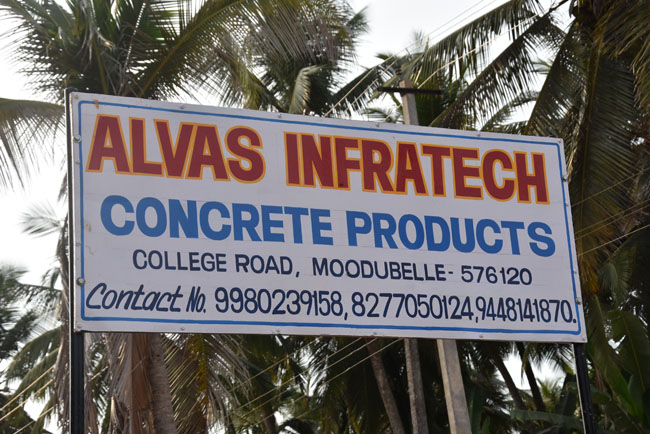 ALVAS INFRATECH
CONCRETE PRODUCTS
COLLEGE ROAD, MOODUBELLE- 576120
Contact No. 9980239158, 8277050124,9448141870.